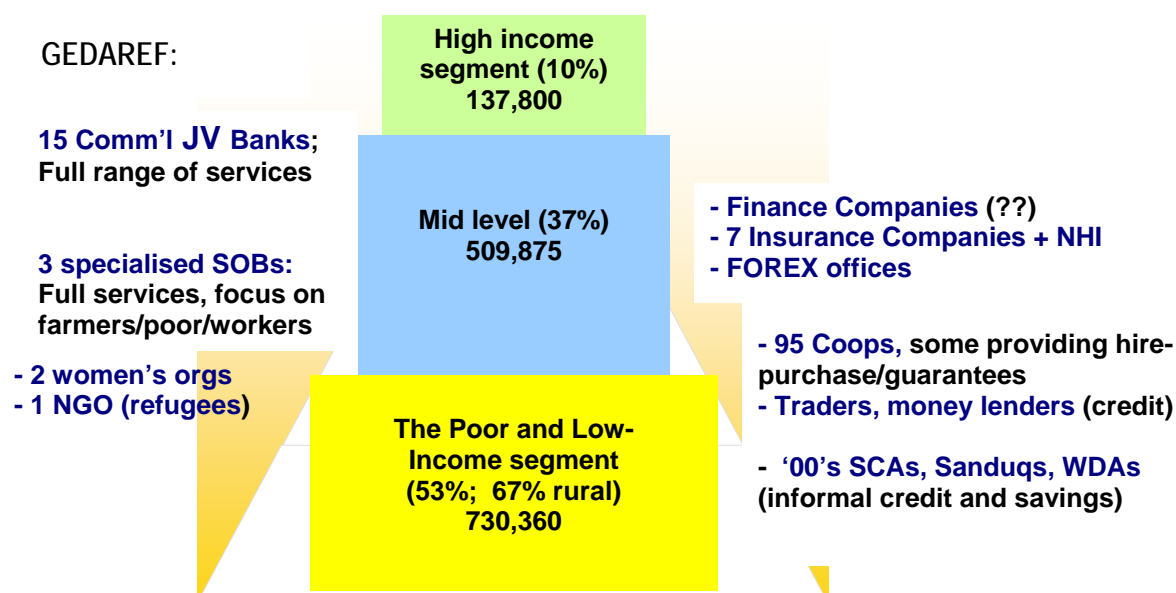 GEDAREF:
High income
segment (10%)
137,800
15 Comm’l JV Banks;
Full range of services
Mid level (37%)
509,875
3 specialised SOBs:
Full services, focus on
farmers/poor/workers
- Finance Companies (??)
- 7 Insurance Companies + NHI
- FOREX offices
- 2 women’s orgs
- 1 NGO (refugees)
- 95 Coops, some providing hire-
purchase/guarantees
- Traders, money lenders (credit)
The Poor and Low-
Income segment
(53%; 67% rural)
730,360
- ‘00’s SCAs, Sanduqs, WDAs
(informal credit and savings)